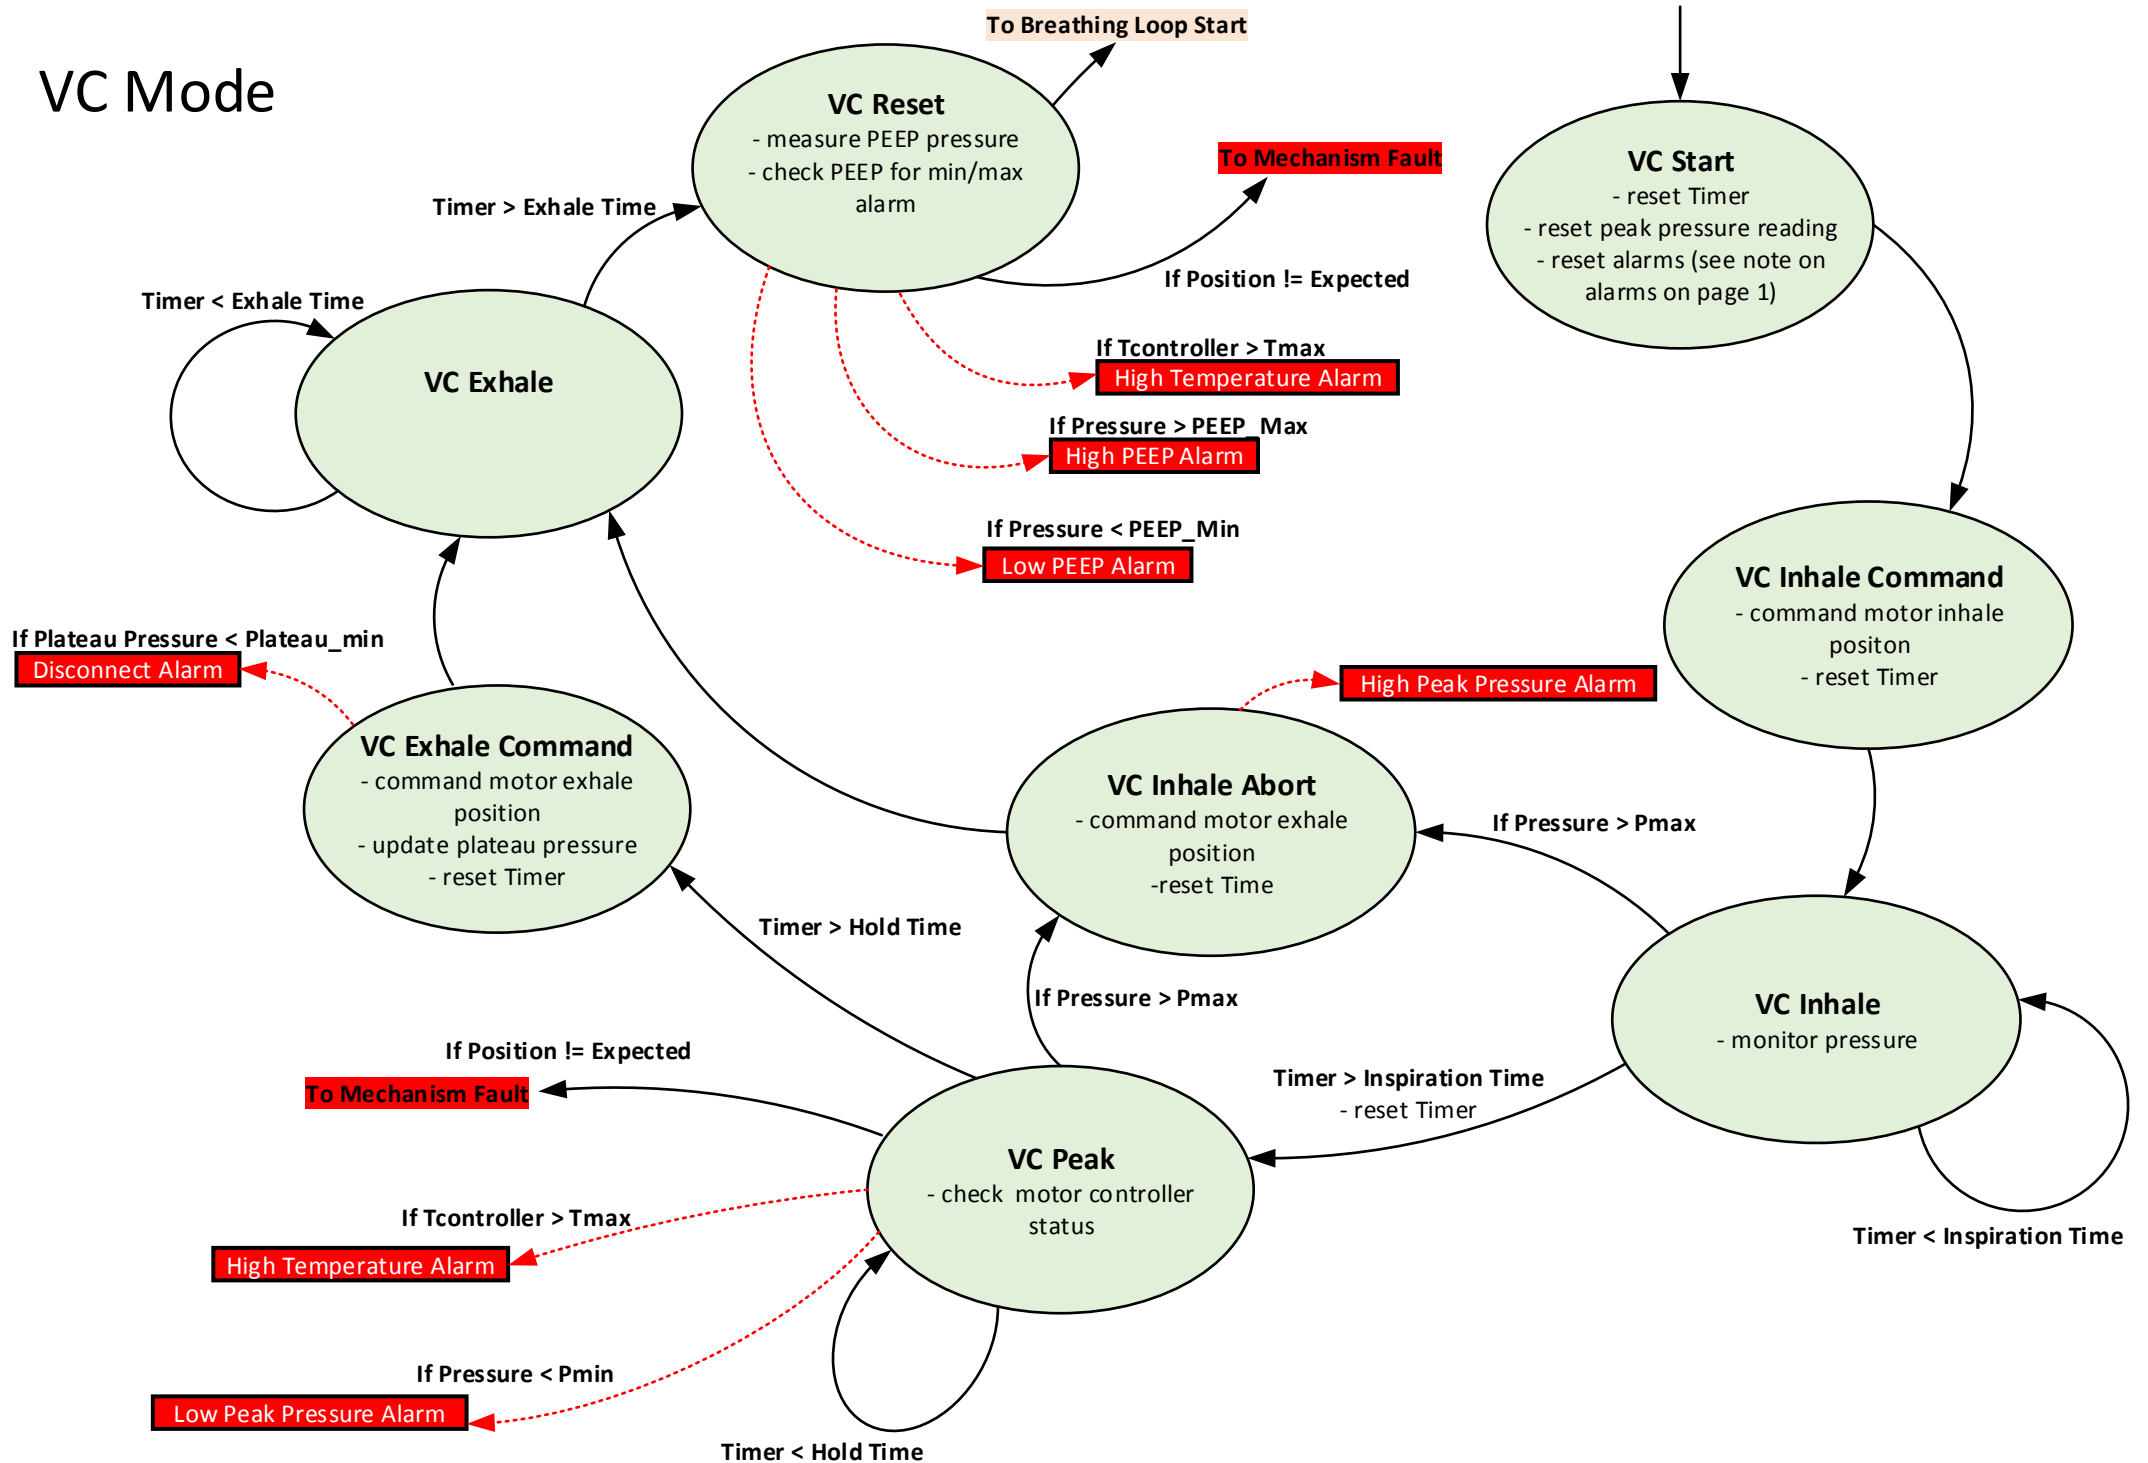 To Breathing Loop Start
VC Mode
VC Reset
- measure PEEP pressure
- check PEEP for min/max
alarm
To Mechanism Fault
VC Start
- reset Timer
- reset peak pressure reading
- reset alarms (see note on
alarms on page 1)
Timer > Exhale Time
If Position != Expected
Timer < Exhale Time
VC Exhale
If Tcontroller > Tmax
High Temperature Alarm
If Pressure > PEEP_Max
High PEEP Alarm
If Pressure < PEEP_Min
Low PEEP Alarm
VC Inhale Command
- command motor inhale
positon
- reset Timer
If Plateau Pressure < Plateau_min
Disconnect Alarm
High Peak Pressure Alarm
VC Exhale Command
- command motor exhale
position
- update plateau pressure
- reset Timer
VC Inhale Abort
- command motor exhale
position
-reset Time
If Pressure > Pmax
Timer > Hold Time
If Pressure > Pmax
VC Inhale
- monitor pressure
If Position != Expected
To Mechanism Fault
Timer > Inspiration Time
- reset Timer
VC Peak
- check  motor controller
status
If Tcontroller > Tmax
High Temperature Alarm
Timer < Inspiration Time
If Pressure < Pmin
Low Peak Pressure Alarm
Timer < Hold Time